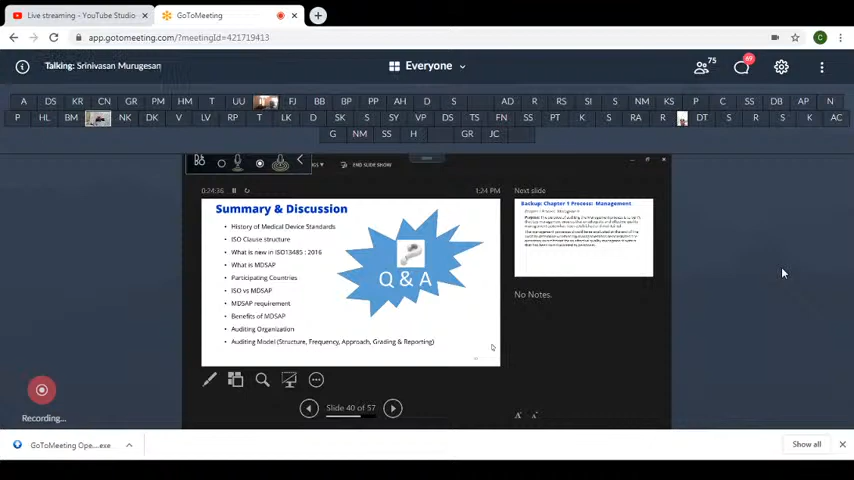 Live streaming - YouTube Studio
GoToMeeting
app.gotomeeting.com/?meetingId=421719413
C
Talking: Srinivasan Murugesan
Everyone
75
69
A DS KR CN GR PM HM T UU FJ BB BP PP AH D S AD R RS SI S NM KS P C SS DB AP N
P HL BM NK DK V LV RP T LK D SK S SY VP DS TS FN SS PT K S RA R DT S R S K AC
G NM SS H GR JC
END SLIDE SHOW
0:24:36
1:24 PM
Next slide
Summary & Discussion
• History of Medical Device Standards
• ISO Clause structure
• What is new in ISO13485 : 2016
• What is MDSAP
• Participating Countries
• ISO vs MDSAP
• MDSAP requirement
• Benefits of MDSAP
• Auditing Organization
• Auditing Model (Structure, Frequency, Approach, Grading & Reporting)
?
Q & A
Backup: Chapter 1 Process: Management
No Notes.
Slide 40 of 57
Recording...
GoToMeeting Ope....exe
Show all